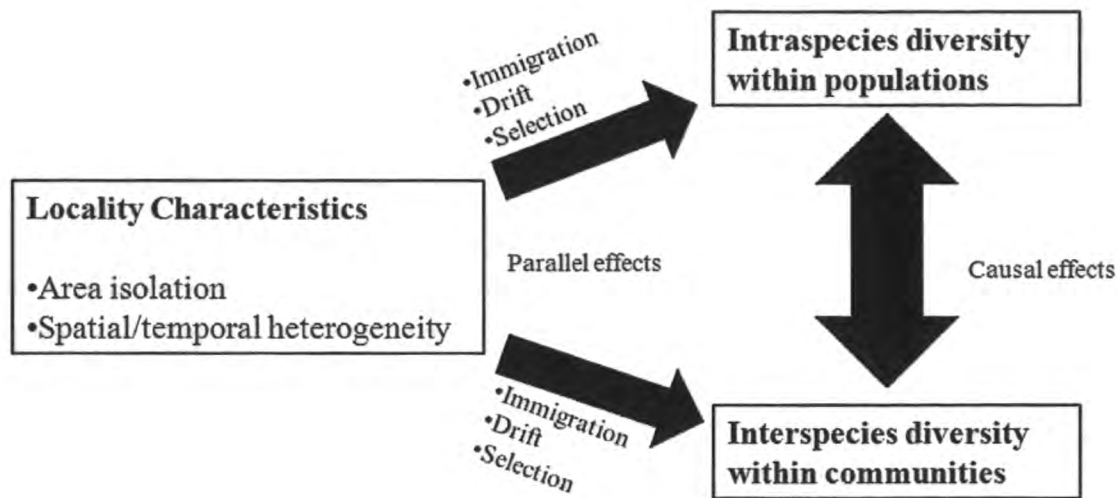 •Immigration
•Drift
•Selection
Intraspecies diversity
within populations
Locality Characteristics
•Area isolation
•Spatial/temporal heterogeneity
Parallel effects
Causal effects
•Immigration
•Drift
•Selection
Interspecies diversity
within communities